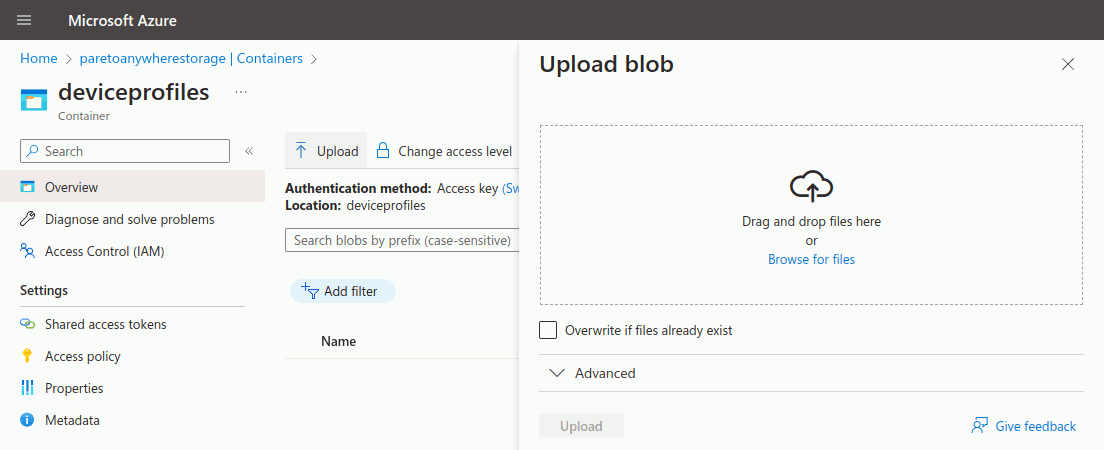 Microsoft Azure
Home > paretoanywherestorage | Containers >
deviceprofiles ...
Container
Search
«
Overview
Diagnose and solve problems
Access Control (IAM)
Settings
Shared access tokens
Access policy
Properties
Metadata
Upload
Change access level
Authentication method: Access key (Sw
Location: deviceprofiles
Search blobs by prefix (case-sensitive)
Add filter
Name
Upload blob
Drag and drop files here
or
Browse for files
Overwrite if files already exist
Advanced
Upload
Give feedback